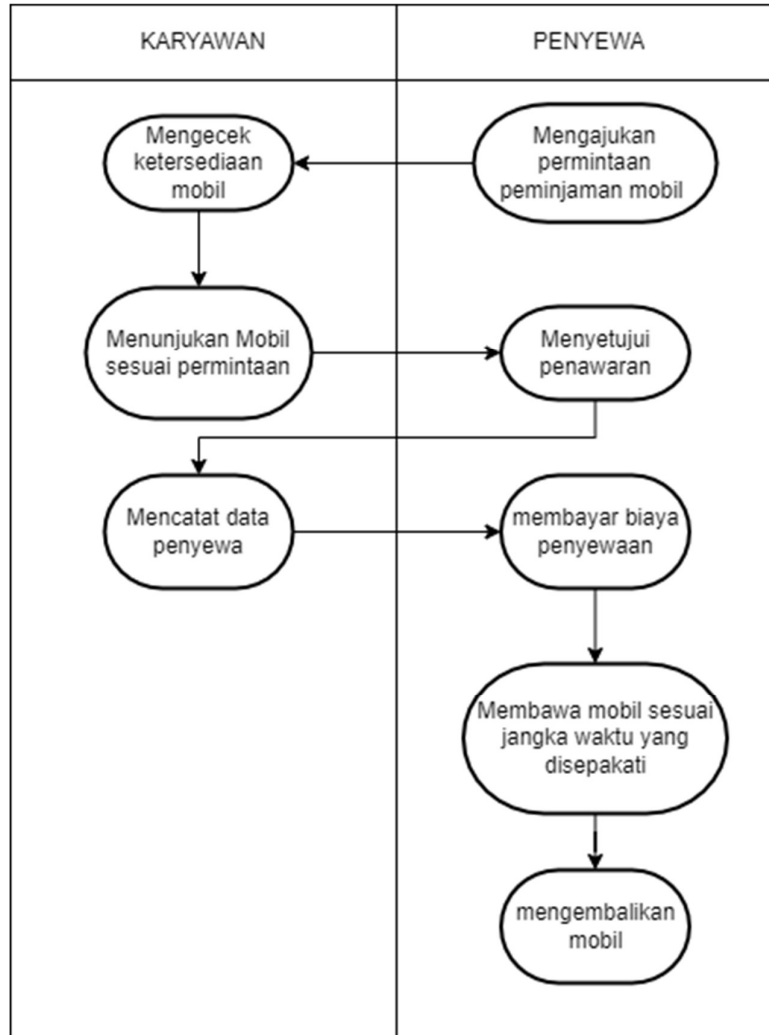 KARYAWAN
PENYEWA
Mengecek
ketersediaan
mobil
Mengajukan
permintaan
peminjaman mobil
Menunjukan Mobil
sesuai permintaan
Menyetujui
penawaran
Mencatat data
penyewa
membayar biaya
penyewaan
Membawa mobil sesuai
jangka waktu yang
disepakati
mengembalikan
mobil